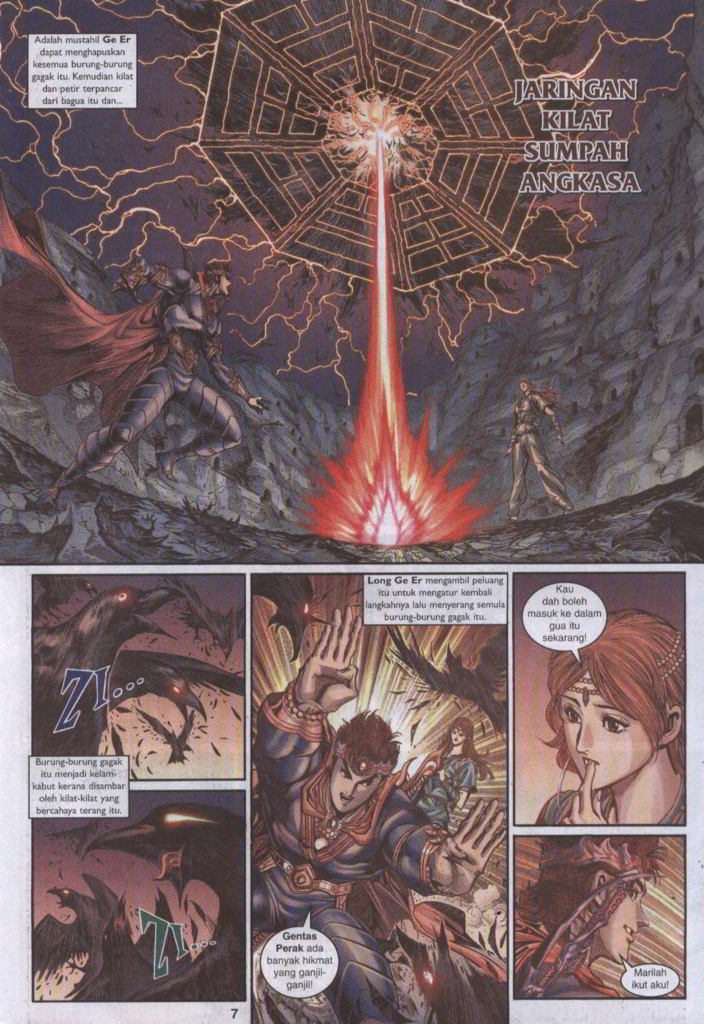 Adalah mustahil Ge Er
dapat menghapuskan
kesemua burung-burung
gagak itu. Kemudian kilat
dan petir terpancar
dari bagua itu dan...
JARINGAN
KILAT
SUMPAH
ANGKASA
ZI...
Burung-burung gagak
itu menjadi kelam-
kabut kerana disambar
oleh kilat-kilat yang
bercahaya terang itu.
ZI...
Long Ge Er mengambil peluang
itu untuk mengatur kembali
langkahnya lalu menyerang semula
burung-burung gagak itu.
Gentas
Perak ada
banyak hikmat
yang ganjil-
ganjil!
Kau
dah boleh
masuk ke dalam
gua itu
sekarang!
Marilah
ikut aku!
7